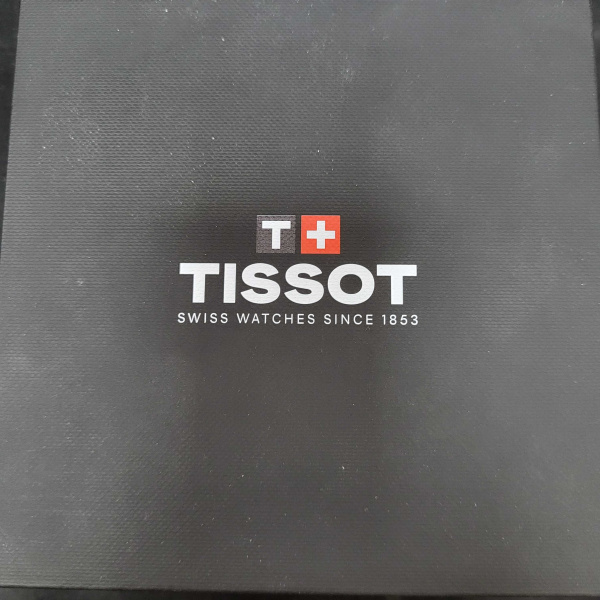 T+
TISSOT
SWISS WATCHES SINCE 1853